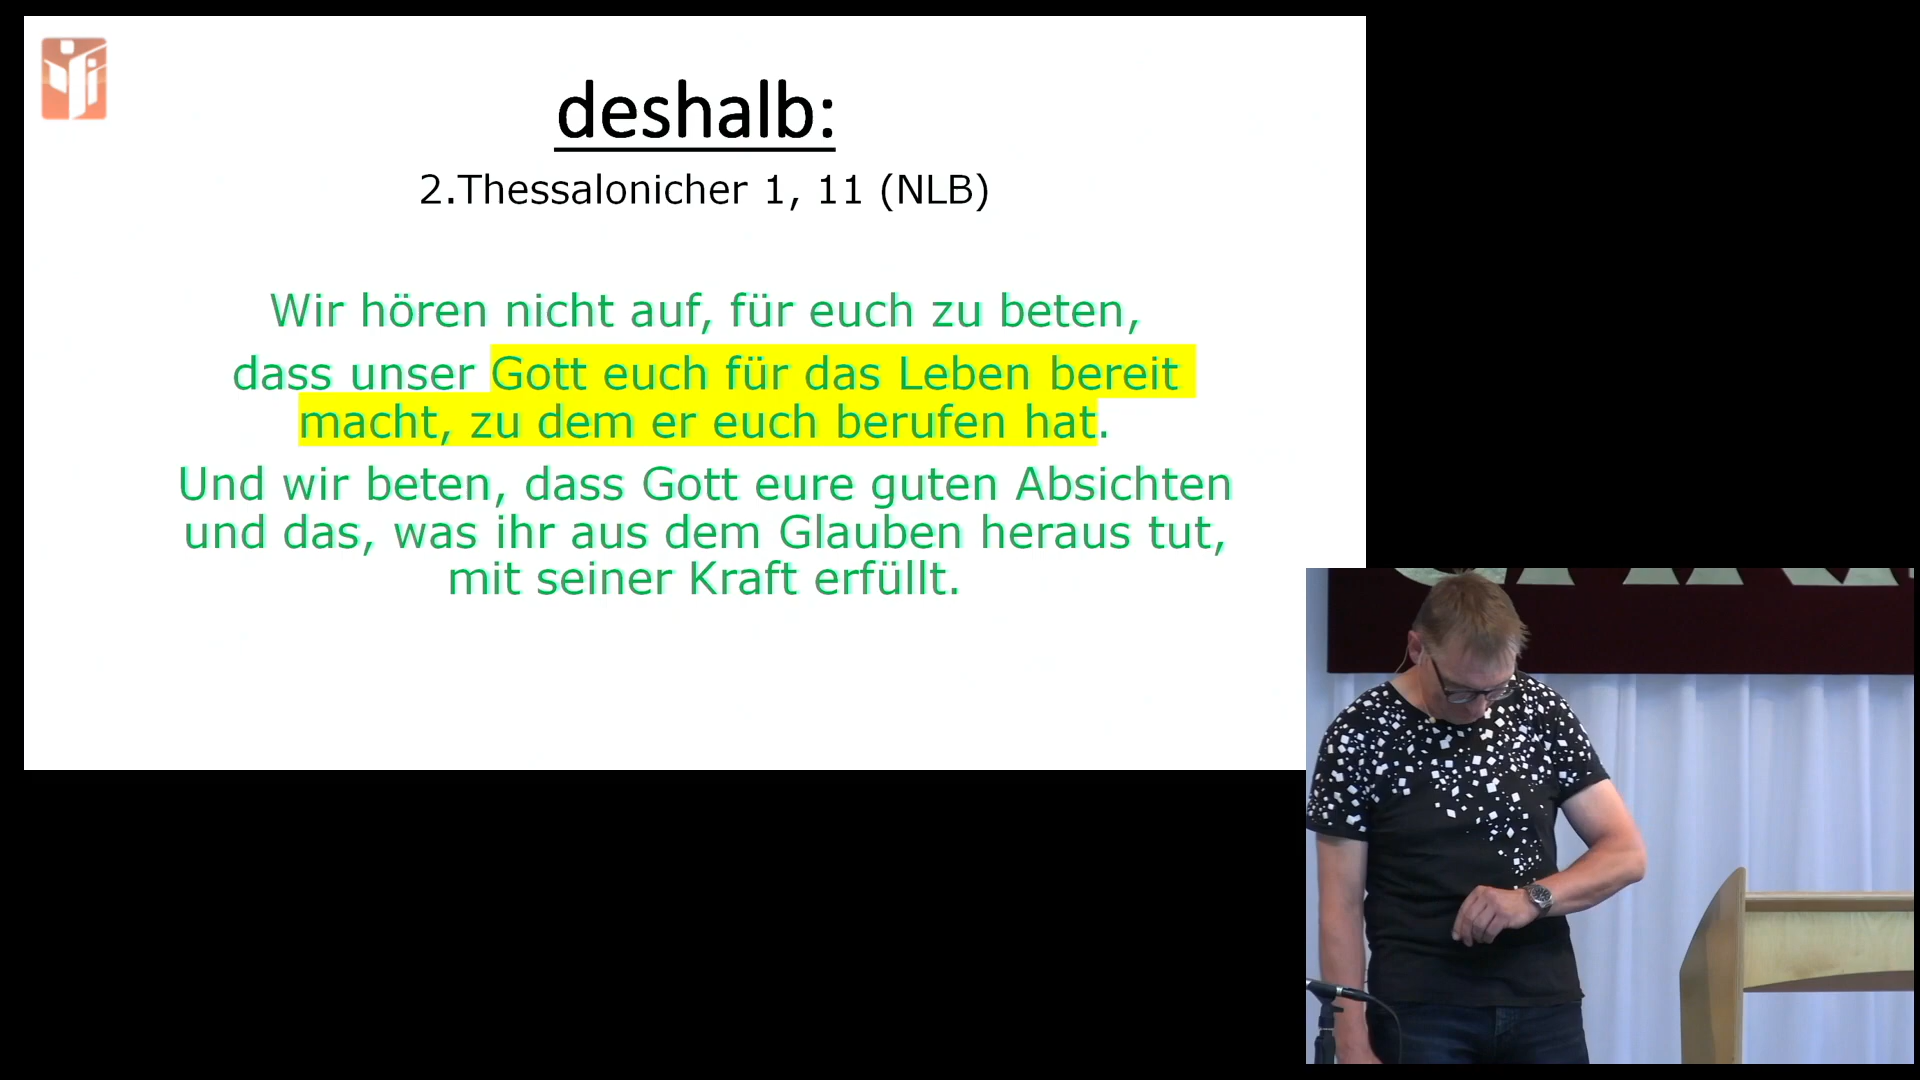 deshalb:
2.Thessalonicher 1, 11 (NLB)
Wir hören nicht auf, für euch zu beten,
dass unser Gott euch für das Leben bereit
macht, zu dem er euch berufen hat.
Und wir beten, dass Gott eure guten Absichten
und das, was ihr aus dem Glauben heraus tut,
mit seiner Kraft erfüllt.